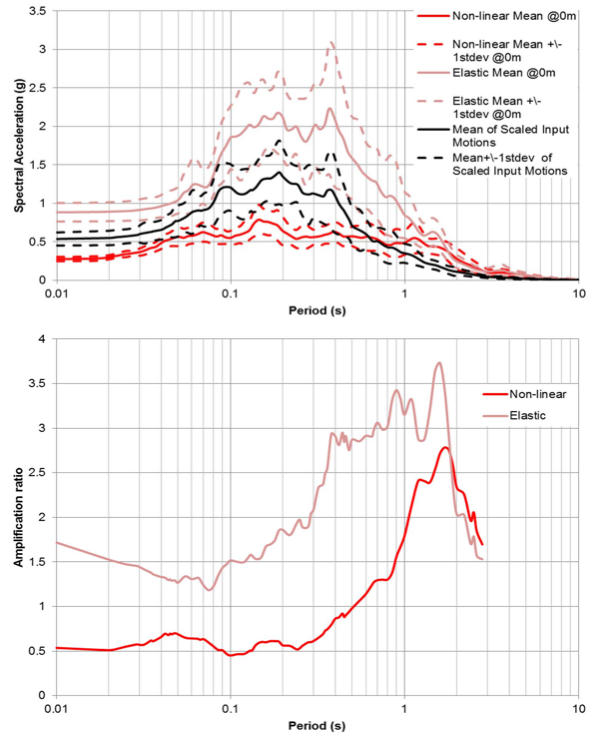 3.5
3
2.5
2
1.5
1
0.5
0
0.01
0.1
1
10
Spectral Acceleration (g)
Period (s)
Non-linear Mean @0m
Non-linear Mean +\-
1stdev @0m
Elastic Mean @0m
Elastic Mean +\-
1stdev @0m
Mean of Scaled Input
Motions
Mean+\-1stdev of
Scaled Input Motions
4
3.5
3
2.5
2
1.5
1
0.5
0
0.01
0.1
1
10
Amplification ratio
Period (s)
Non-linear
Elastic